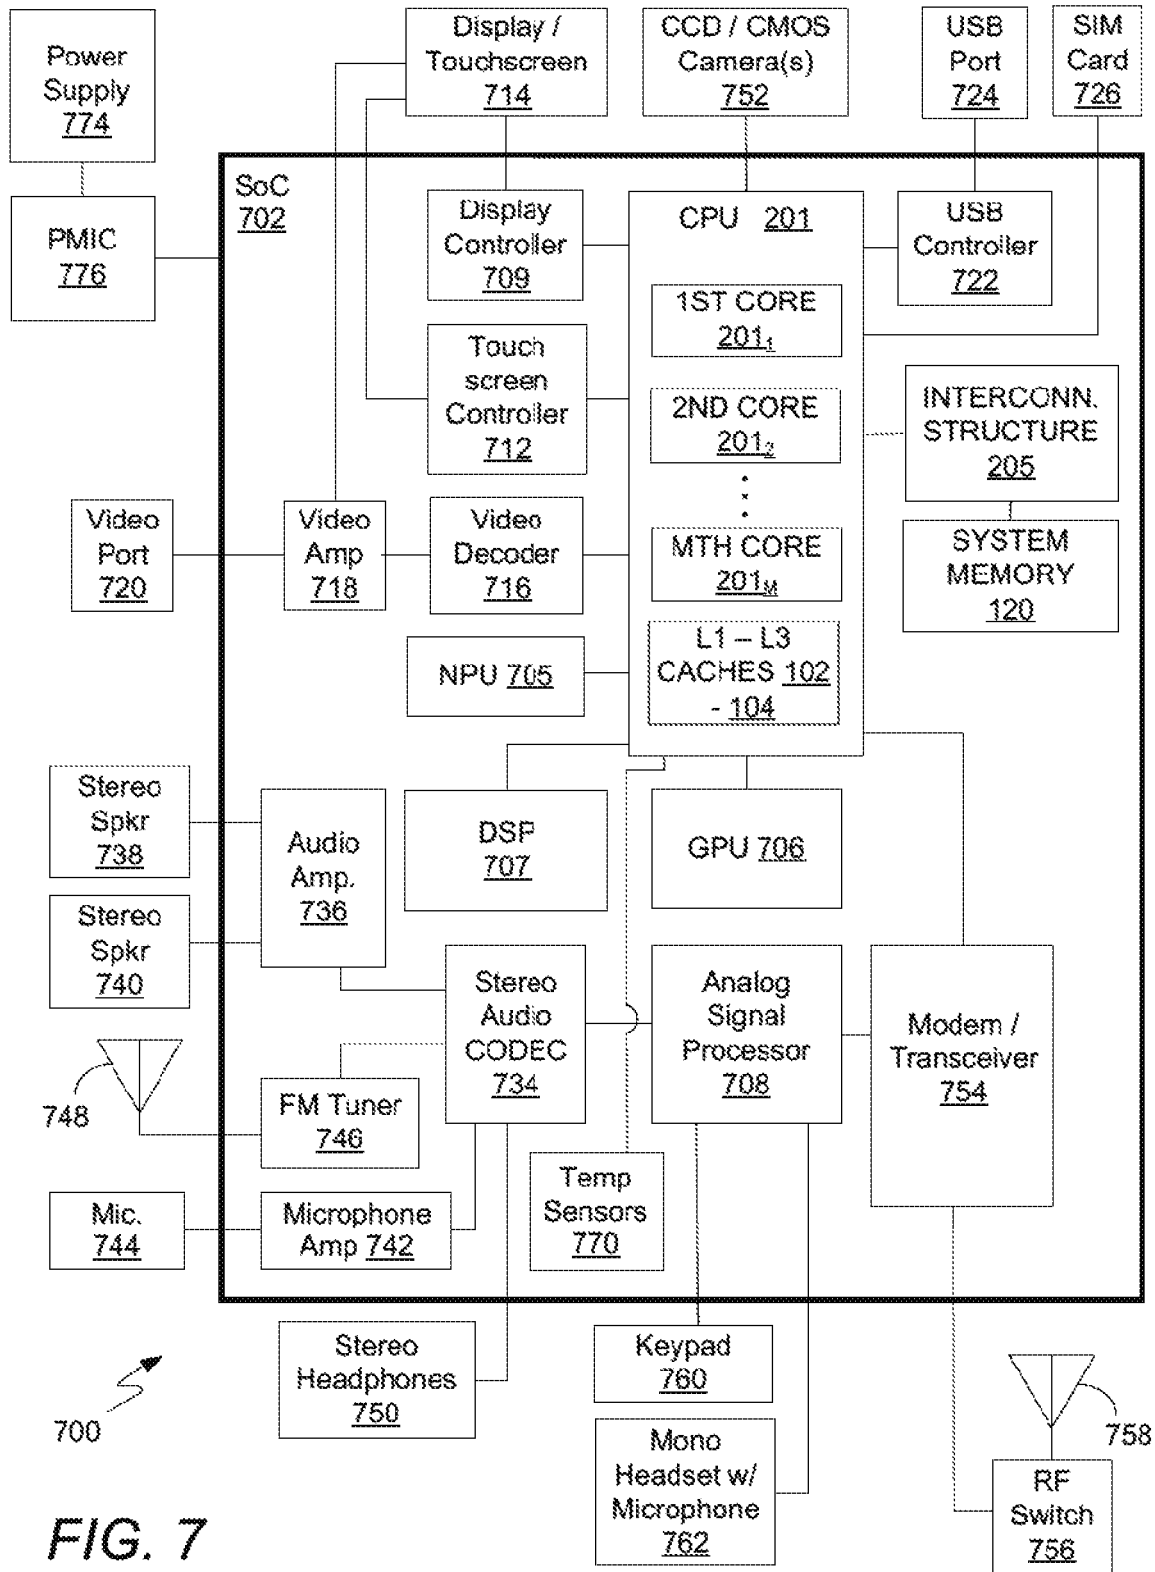 Power
Supply
774
Display /
Touchscreen
714
CCD / CMOS
Camera(s)
752
USB
Port
724
SIM
Card
726
SoC
702
PMIC
776
Display
Controller
709
CPU 201
USB
Controller
722
1ST CORE
201₁
Touch
screen
Controller
712
2ND CORE
201₂
INTERCONN.
STRUCTURE
205
Video
Port
720
Video
Amp
718
Video
Decoder
716
MTH CORE
201M
SYSTEM
MEMORY
120
NPU 705
L1 – L3
CACHES 102
- 104
Stereo
Spkr
738
Audio
Amp.
736
DSP
707
GPU 706
Stereo
Spkr
740
Stereo
Audio
CODEC
734
Analog
Signal
Processor
708
Modem /
Transceiver
754
748
FM Tuner
746
Temp
Sensors
770
Mic.
744
Microphone
Amp 742
Stereo
Headphones
750
Keypad
760
700
758
Mono
Headset w/
Microphone
762
RF
Switch
756
FIG. 7